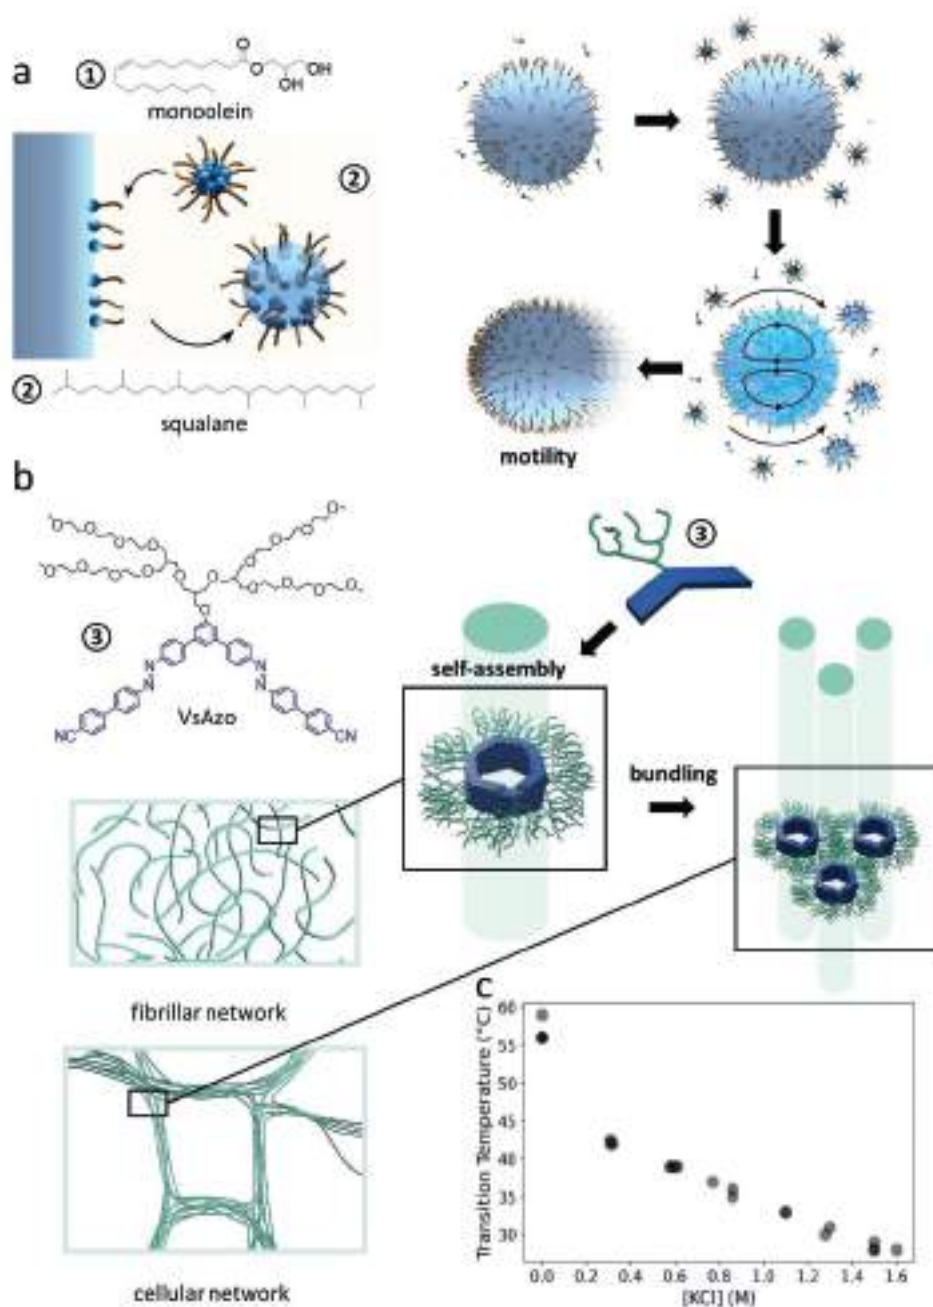 a
①
O
O
OH
OH
monoolein
②
②
squalane
motility
b
③
NC
CN
VsAzo
③
self-assembly
bundling
fibrillar network
cellular network
c
Transition Temperature (°C)
60
55
50
45
40
35
30
0.0 0.2 0.4 0.6 0.8 1.0 1.2 1.4 1.6
[KCl] (M)